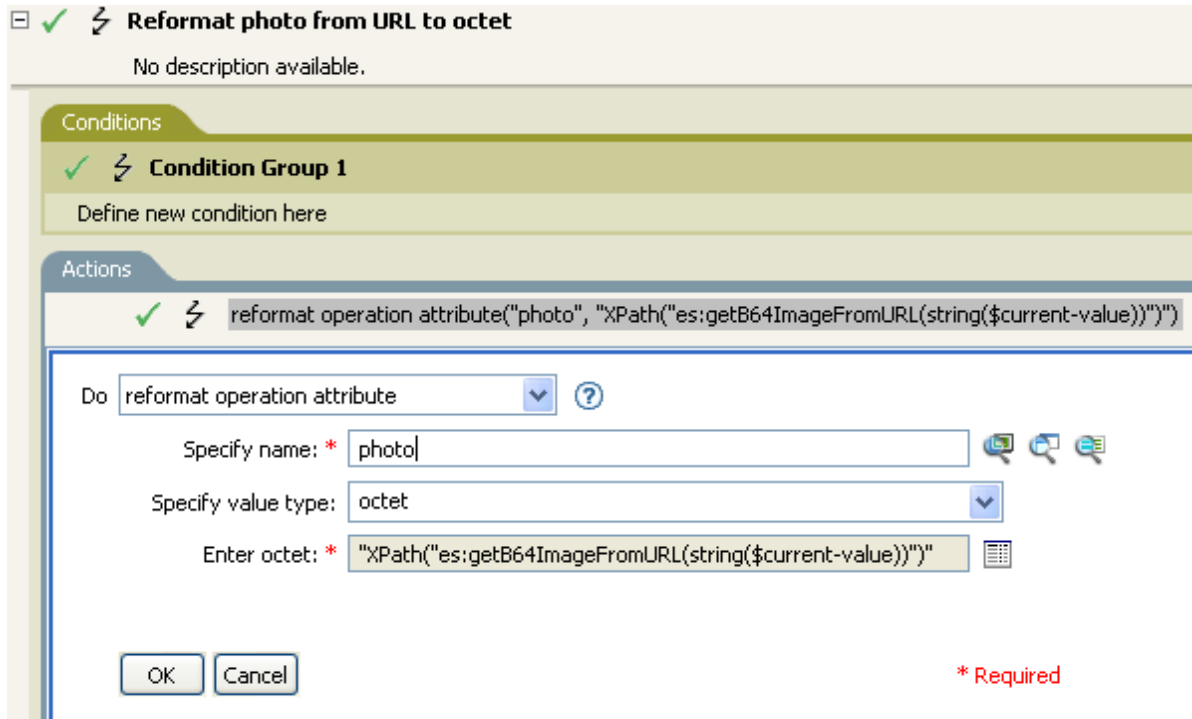 Reformat photo from URL to octet
No description available.
Conditions
Condition Group 1
Define new condition here
Actions
reformat operation attribute("photo", "XPath("es:getB64ImageFromURL(string($current-value))")")
Do reformat operation attribute ?
Specify name: * photo
Specify value type: octet
Enter octet: * "XPath("es:getB64ImageFromURL(string($current-value))")"
OK Cancel * Required